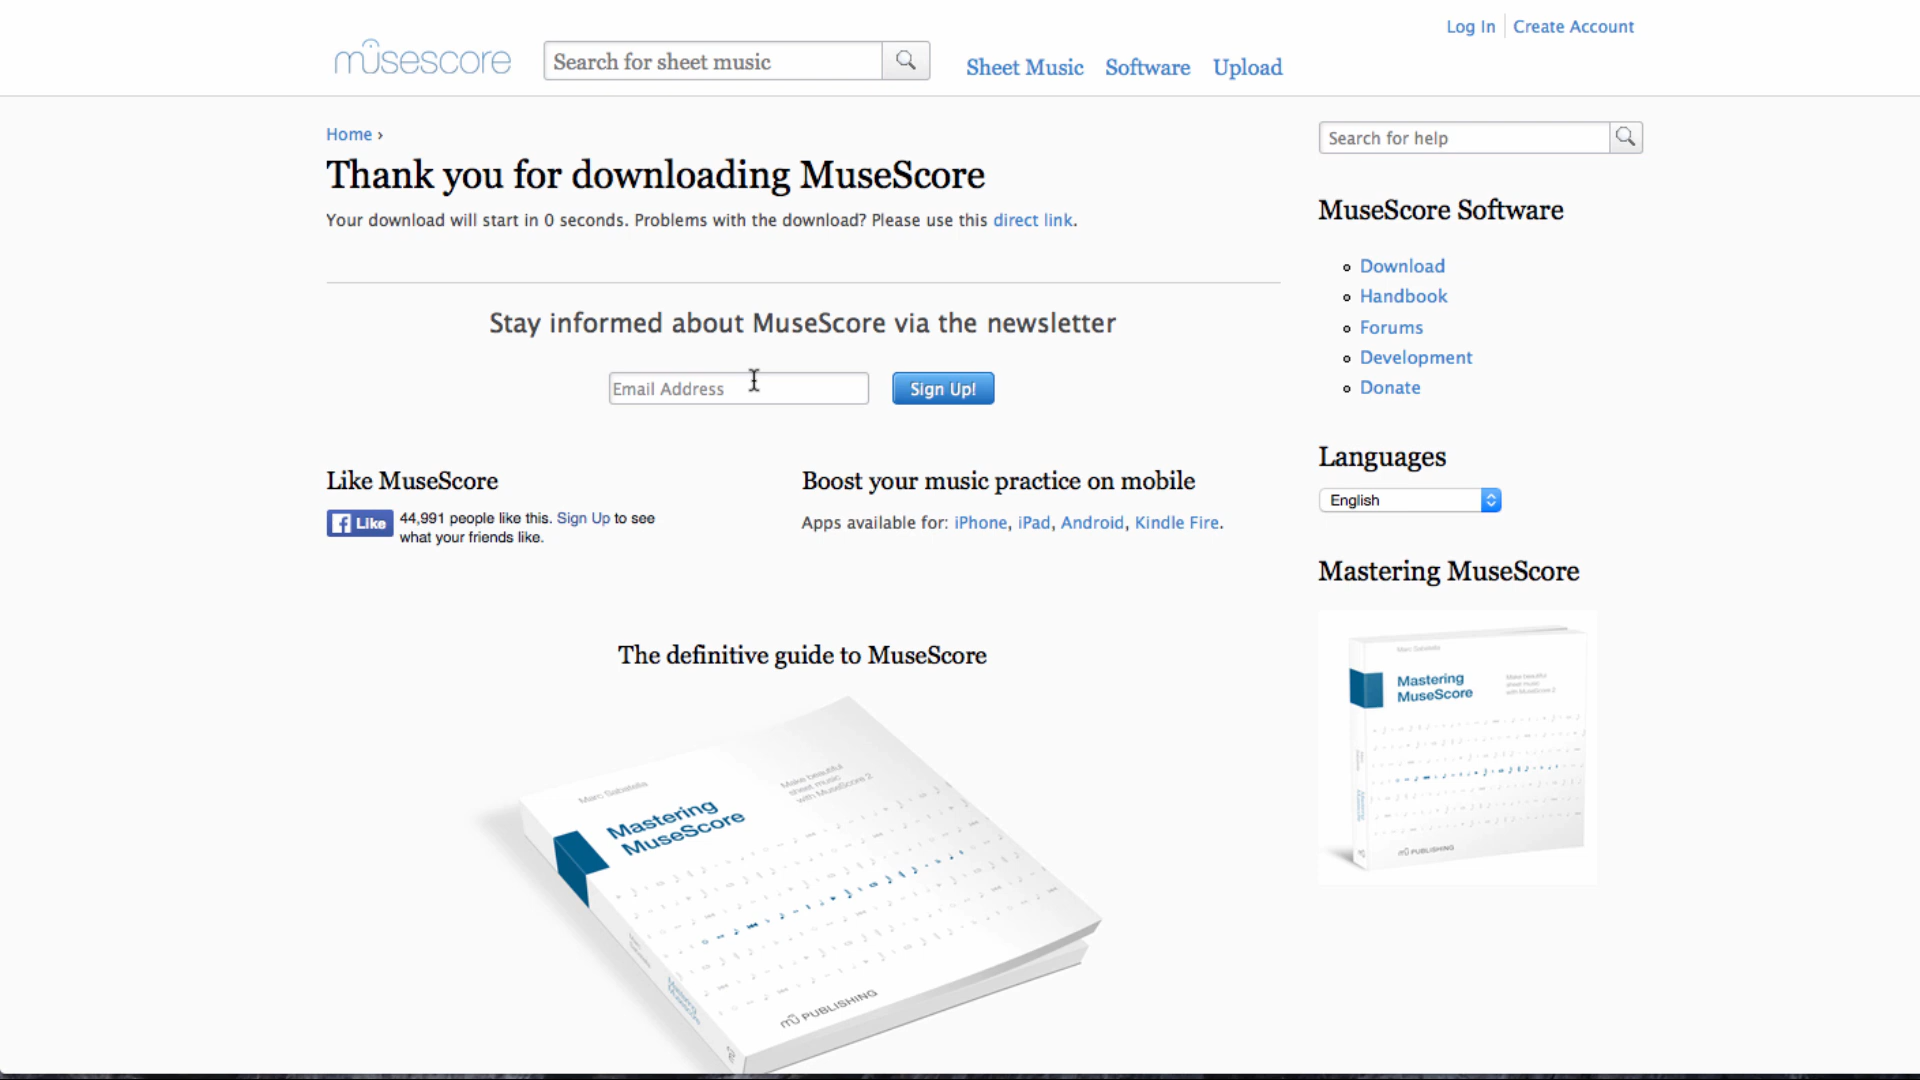 Log In
Create Account
musescore
Search for sheet music
Sheet Music
Software
Upload
Home ›
Thank you for downloading MuseScore
Your download will start in 0 seconds. Problems with the download? Please use this direct link.
Stay informed about MuseScore via the newsletter
Email Address
Sign Up!
Like MuseScore
Like
44,991 people like this. Sign Up to see
what your friends like.
Boost your music practice on mobile
Apps available for: iPhone, iPad, Android, Kindle Fire.
The definitive guide to MuseScore
Marc Sabatella
Mastering
MuseScore
Make beautiful
sheet music
with MuseScore 2
mu PUBLISHING
Search for help
MuseScore Software
Download
Handbook
Forums
Development
Donate
Languages
English
Mastering MuseScore
Marc Sabatella
Mastering
MuseScore
Make beautiful
sheet music
with MuseScore 2
mu PUBLISHING